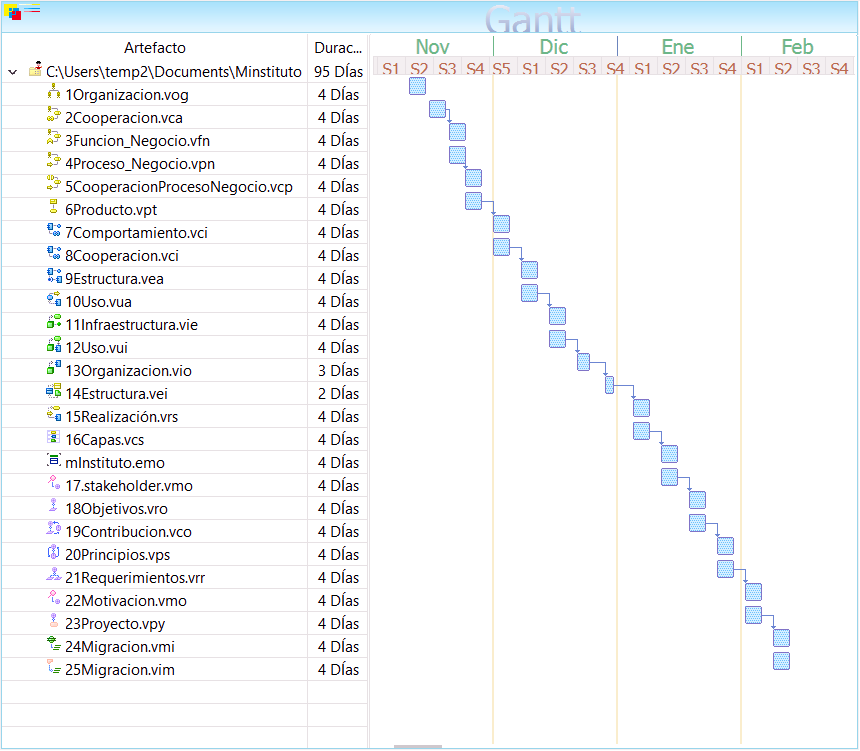 Gantt
Artefacto Durac... Nov Dic Ene Feb
C:\Users\temp2\Documents\Minstituto 95 DÍas S1 S2 S3 S4 S5 S1 S2 S3 S4 S1 S2 S3 S4 S1 S2 S3 S4
1Organizacion.vog 4 DÍas
2Cooperacion.vca 4 DÍas
3Funcion_Negocio.vfn 4 DÍas
4Proceso_Negocio.vpn 4 DÍas
5CooperacionProcesoNegocio.vcp 4 DÍas
6Producto.vpt 4 DÍas
7Comportamiento.vci 4 DÍas
8Cooperacion.vci 4 DÍas
9Estructura.vea 4 DÍas
10Uso.vua 4 DÍas
11Infraestructura.vie 4 DÍas
12Uso.vui 4 DÍas
13Organizacion.vio 3 DÍas
14Estructura.vei 2 DÍas
15Realización.vrs 4 DÍas
16Capas.vcs 4 DÍas
mInstituto.emo 4 DÍas
17.stakeholder.vmo 4 DÍas
18Objetivos.vro 4 DÍas
19Contribucion.vco 4 DÍas
20Principios.vps 4 DÍas
21Requerimientos.vrr 4 DÍas
22Motivacion.vmo 4 DÍas
23Proyecto.vpy 4 DÍas
24Migracion.vmi 4 DÍas
25Migracion.vim 4 DÍas